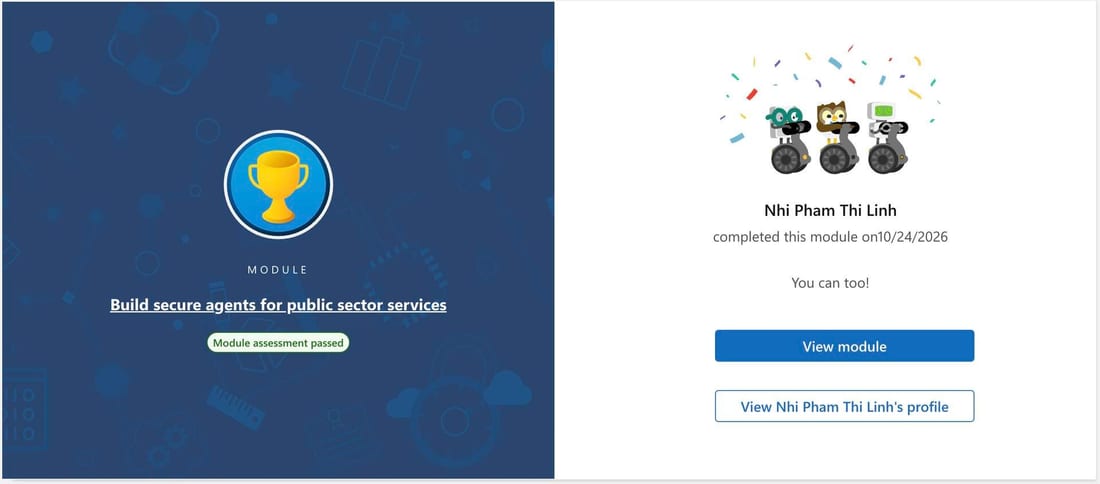 MODULE
Build secure agents for public sector services
Module assessment passed
Nhi Pham Thi Linh
completed this module on10/24/2026
You can too!
View module
View Nhi Pham Thi Linh's profile